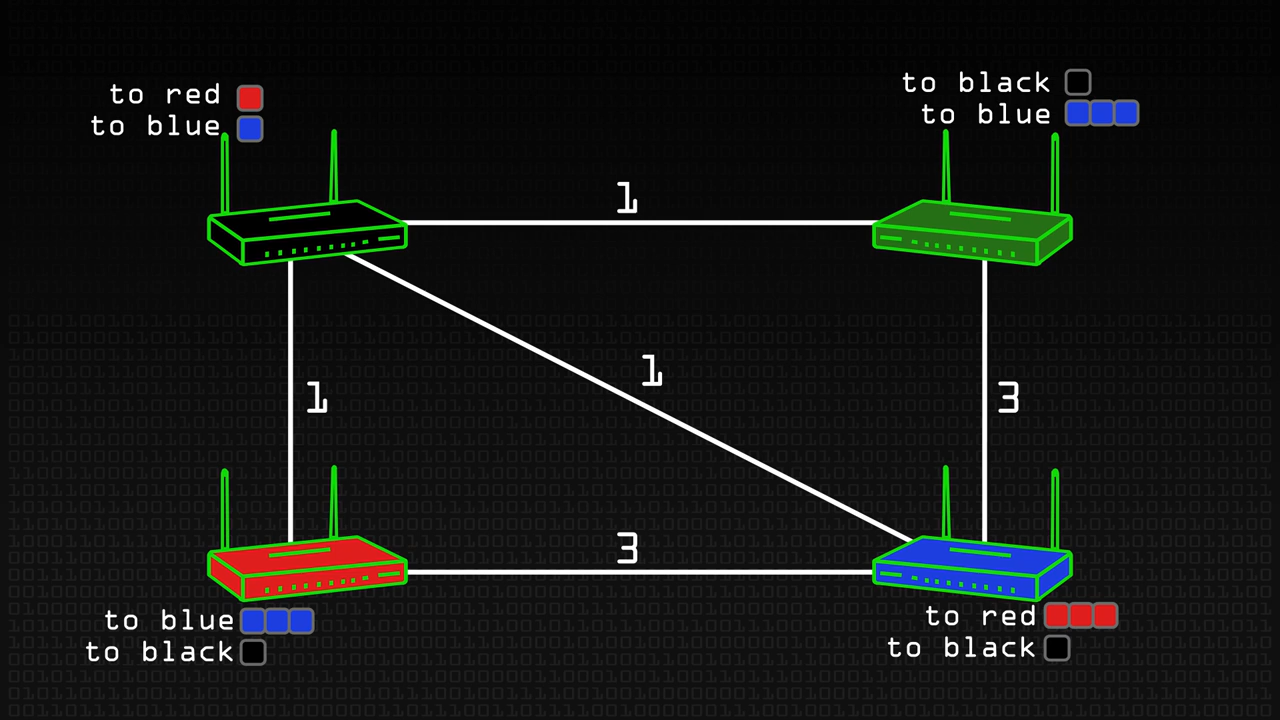 to red
to blue
to black
to blue
1
1
1
3
3
to blue
to black
to red
to black